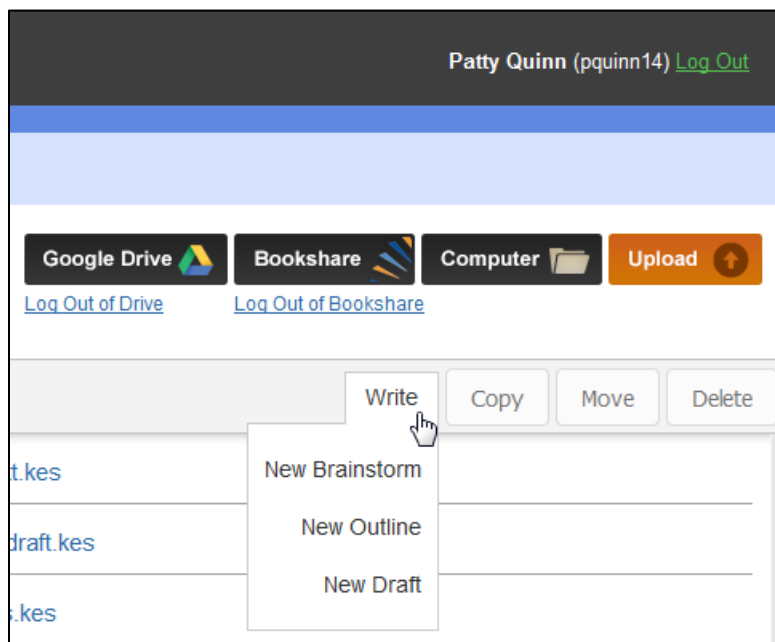 Patty Quinn (pquinn14) Log Out
Google Drive Bookshare Computer Upload
Log Out of Drive Log Out of Bookshare
Write Copy Move Delete
t.kes
New Brainstorm
New Outline
draft.kes
New Draft
.kes